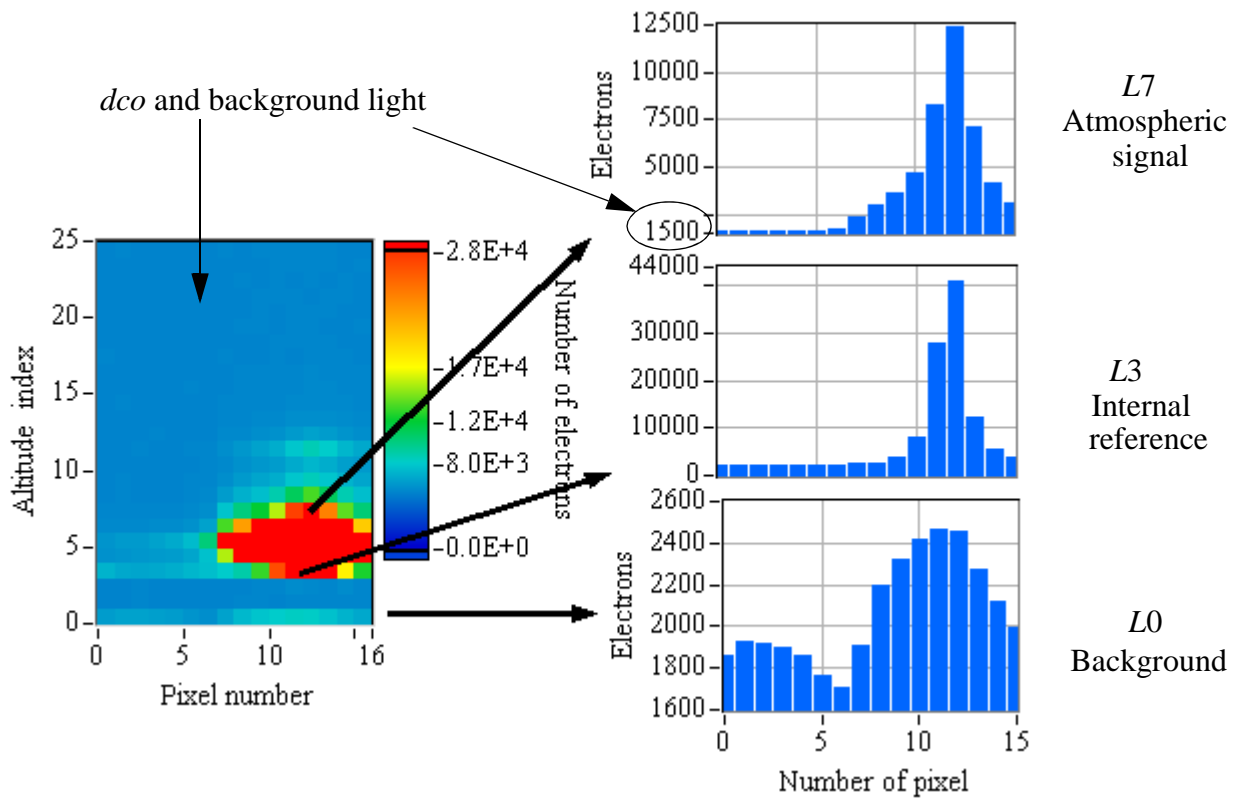 dco and background light
25
20
15
10
5
0
Altitude index
0 5 10 16
Pixel number
2.8E+4
1.7E+4
1.2E+4
8.0E+3
0.0E+0
Number of electrons
12500
10000
7500
5000
1500
Electrons
L7
Atmospheric
signal
44000
30000
20000
10000
0
L3
Internal
reference
2600
2400
2200
2000
1800
1600
Electrons
0 5 10 15
Number of pixel
L0
Background